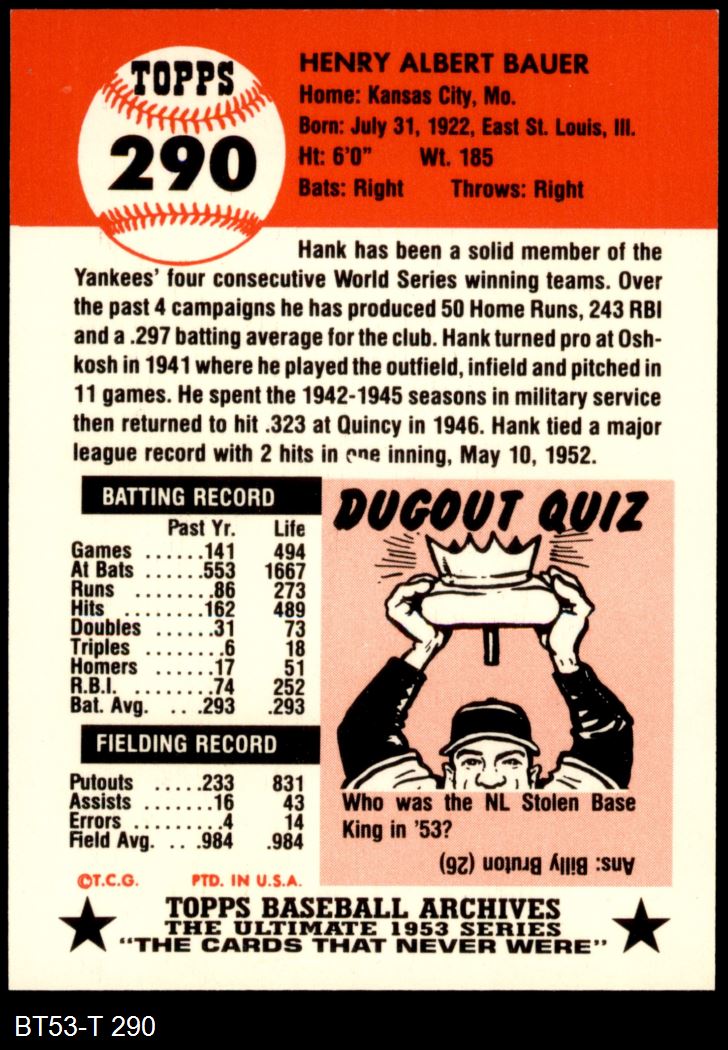 TOPPS
290
HENRY ALBERT BAUER
Home: Kansas City, Mo.
Born: July 31, 1922, East St. Louis, Ill.
Ht: 6'0" Wt. 185
Bats: Right Throws: Right
Hank has been a solid member of the
Yankees' four consecutive World Series winning teams. Over
the past 4 campaigns he has produced 50 Home Runs, 243 RBI
and a .297 batting average for the club. Hank turned pro at Osh-
kosh in 1941 where he played the outfield, infield and pitched in
11 games. He spent the 1942-1945 seasons in military service
then returned to hit .323 at Quincy in 1946. Hank tied a major
league record with 2 hits in one inning, May 10, 1952.
BATTING RECORD
Past Yr. Life
Games ......141 494
At Bats ......553 1667
Runs ........86 273
Hits ........162 489
Doubles ......31 73
Triples ........6 18
Homers ......17 51
R.B.I. ........74 252
Bat. Avg. ....293 .293
FIELDING RECORD
Putouts .....233 831
Assists ......16 43
Errors .........4 14
Field Avg. ... .984 .984
DUGOUT QUIZ
Who was the NL Stolen Base
King in '53?
Ans: Billy Bruton (26)
©T.C.G. PTD. IN U.S.A.
TOPPS BASEBALL ARCHIVES
THE ULTIMATE 1953 SERIES
"THE CARDS THAT NEVER WERE"
BT53-T 290